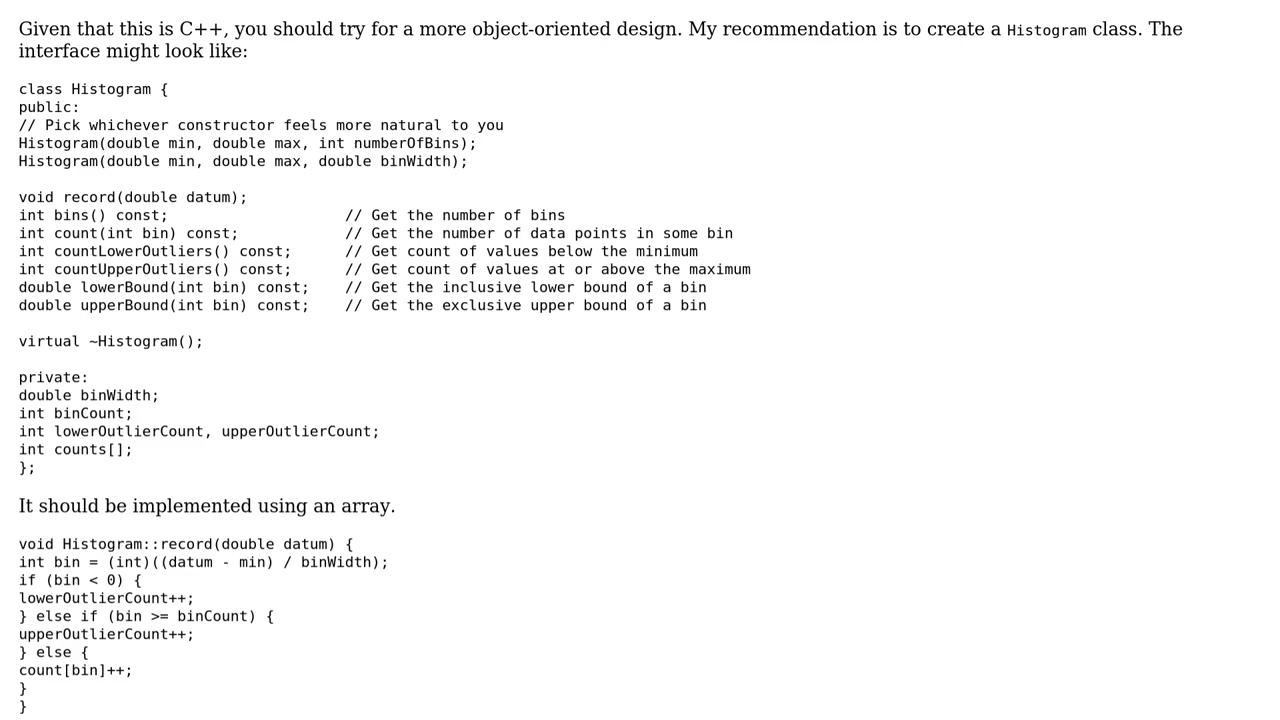 Given that this is C++, you should try for a more object-oriented design. My recommendation is to create a Histogram class. The
interface might look like:
class Histogram {
public:
// Pick whichever constructor feels more natural to you
Histogram(double min, double max, int numberOfBins);
Histogram(double min, double max, double binWidth);
void record(double datum);
int bins() const;                    // Get the number of bins
int count(int bin) const;            // Get the number of data points in some bin
int countLowerOutliers() const;      // Get count of values below the minimum
int countUpperOutliers() const;      // Get count of values at or above the maximum
double lowerBound(int bin) const;    // Get the inclusive lower bound of a bin
double upperBound(int bin) const;    // Get the exclusive upper bound of a bin
virtual ~Histogram();
private:
double binWidth;
int binCount;
int lowerOutlierCount, upperOutlierCount;
int counts[];
};
It should be implemented using an array.
void Histogram::record(double datum) {
int bin = (int)((datum - min) / binWidth);
if (bin < 0) {
lowerOutlierCount++;
} else if (bin >= binCount) {
upperOutlierCount++;
} else {
count[bin]++;
}
}